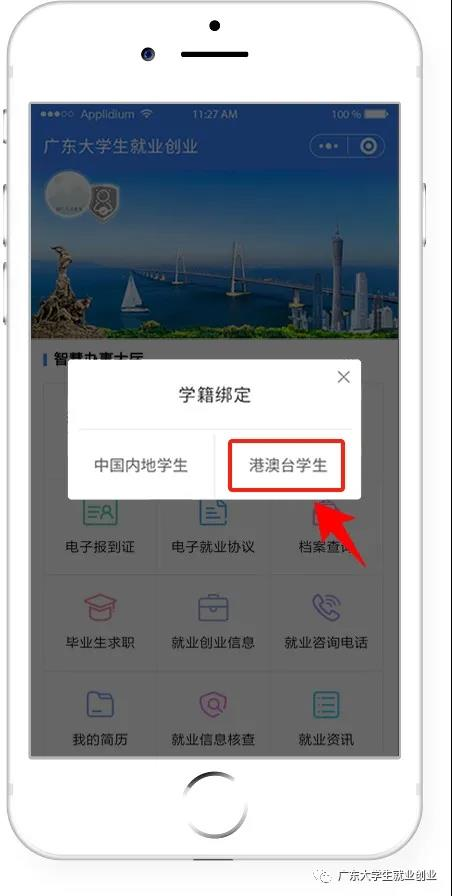 Applidium 11:27 AM 100 %
广东大学生就业创业
智慧办事大厅
学籍绑定
中国内地学生 港澳台学生
电子报到证 电子就业协议 档案查询
毕业生求职 就业创业信息 就业咨询电话
我的简历 就业信息核查 就业资讯
广东大学生就业创业